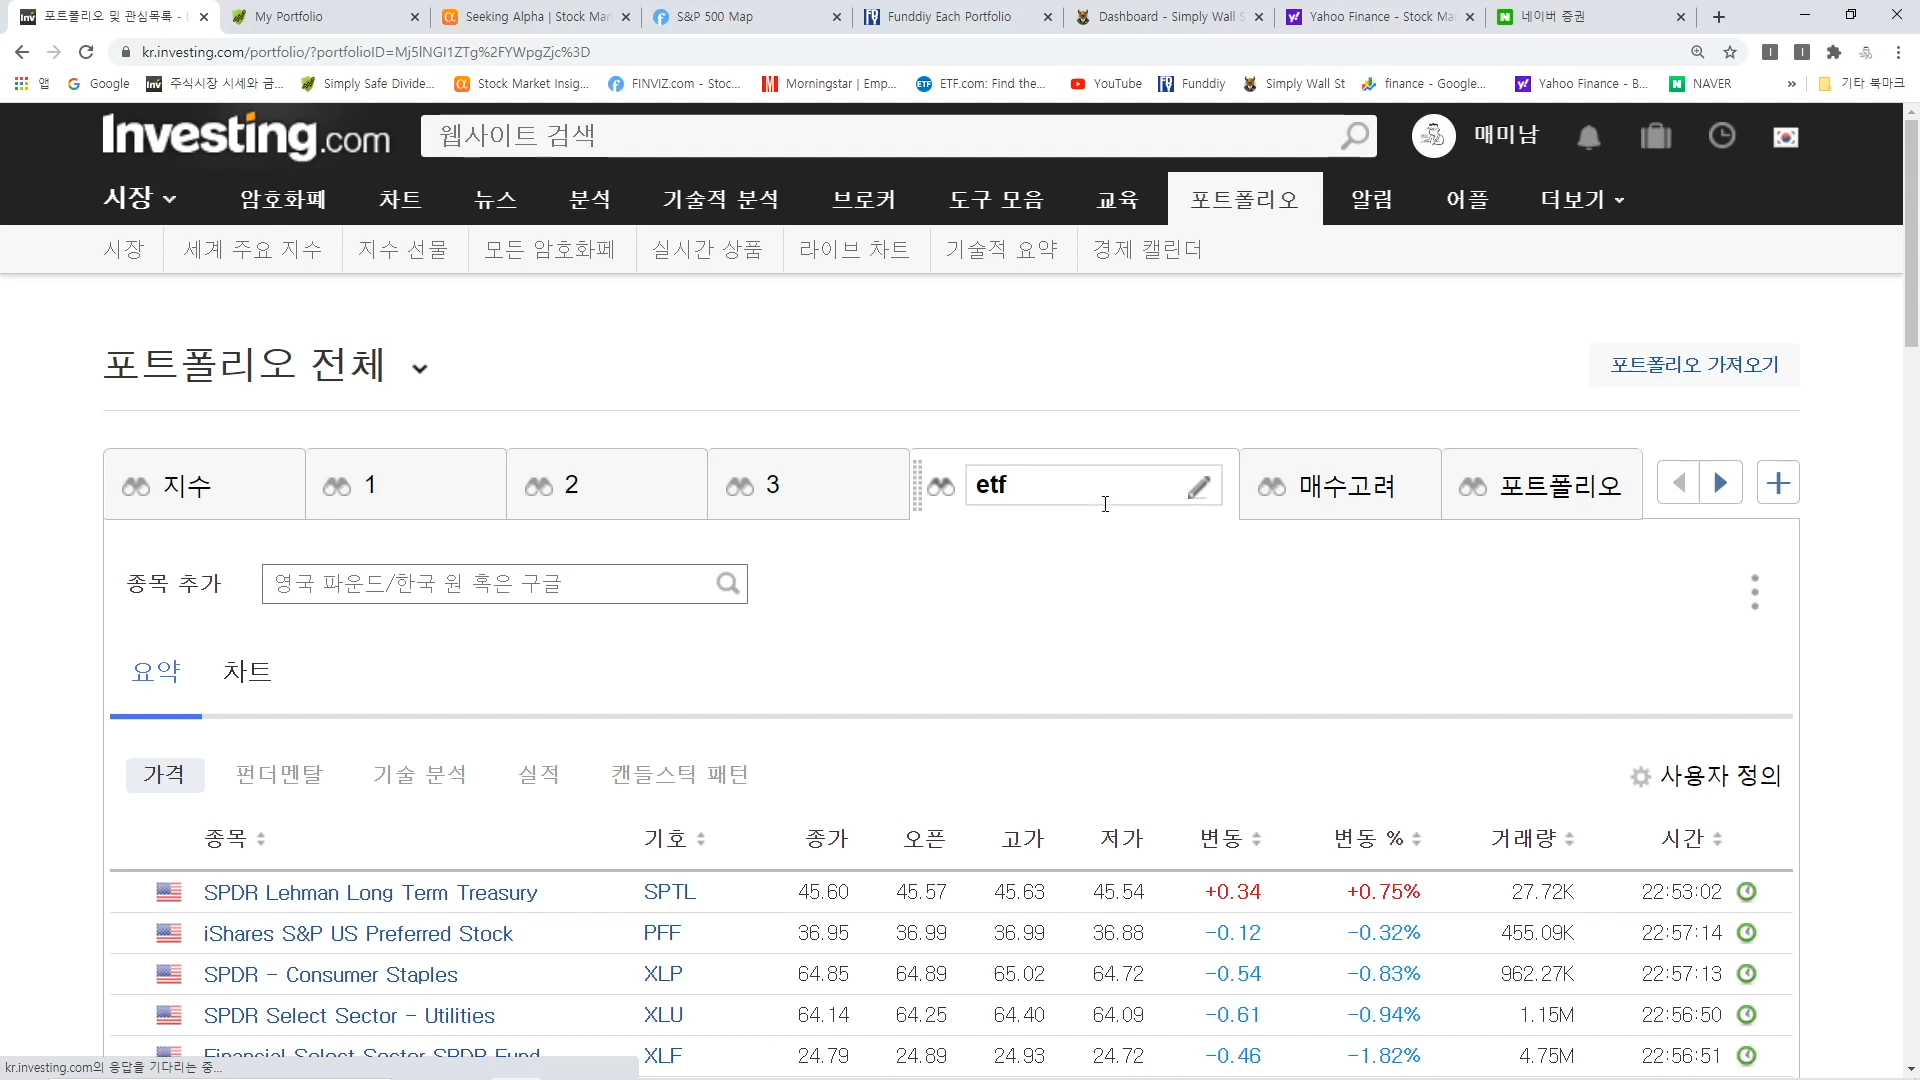 포트폴리오 및 관심목록 -
My Portfolio
Seeking Alpha | Stock Mar
S&P 500 Map
Funddiy Each Portfolio
Dashboard - Simply Wall S
Yahoo Finance - Stock Ma
네이버 증권
kr.investing.com/portfolio/?portfolioID=Mj5lNGI1ZTg%2FYWpgZjc%3D
앱
Google
주식시장 시세와 금...
Simply Safe Divide...
Stock Market Insig...
FINVIZ.com - Stoc...
Morningstar | Emp...
ETF.com: Find the...
YouTube
Funddiy
Simply Wall St
finance - Google...
Yahoo Finance - B...
NAVER
»
기타 북마크
Investing.com
웹사이트 검색
매미남
시장
암호화폐
차트
뉴스
분석
기술적 분석
브로커
도구 모음
교육
포트폴리오
알림
어플
더보기
시장
세계 주요 지수
지수 선물
모든 암호화폐
실시간 상품
라이브 차트
기술적 요약
경제 캘린더
포트폴리오 전체
포트폴리오 가져오기
지수
1
2
3
etf
매수고려
포트폴리오
종목 추가
영국 파운드/한국 원 혹은 구글
요약
차트
가격
펀더멘탈
기술 분석
실적
캔들스틱 패턴
사용자 정의
종목 기호 종가 오픈 고가 저가 변동 변동 % 거래량 시간
SPDR Lehman Long Term Treasury SPTL 45.60 45.57 45.63 45.54 +0.34 +0.75% 27.72K 22:53:02
iShares S&P US Preferred Stock PFF 36.95 36.99 36.99 36.88 -0.12 -0.32% 455.09K 22:57:14
SPDR - Consumer Staples XLP 64.85 64.89 65.02 64.72 -0.54 -0.83% 962.27K 22:57:13
SPDR Select Sector - Utilities XLU 64.14 64.25 64.40 64.09 -0.61 -0.94% 1.15M 22:56:50
Financial Select Sector SPDR Fund XLF 24.79 24.89 24.93 24.72 -0.46 -1.82% 4.75M 22:56:51
kr.investing.com의 응답을 기다리는 중...